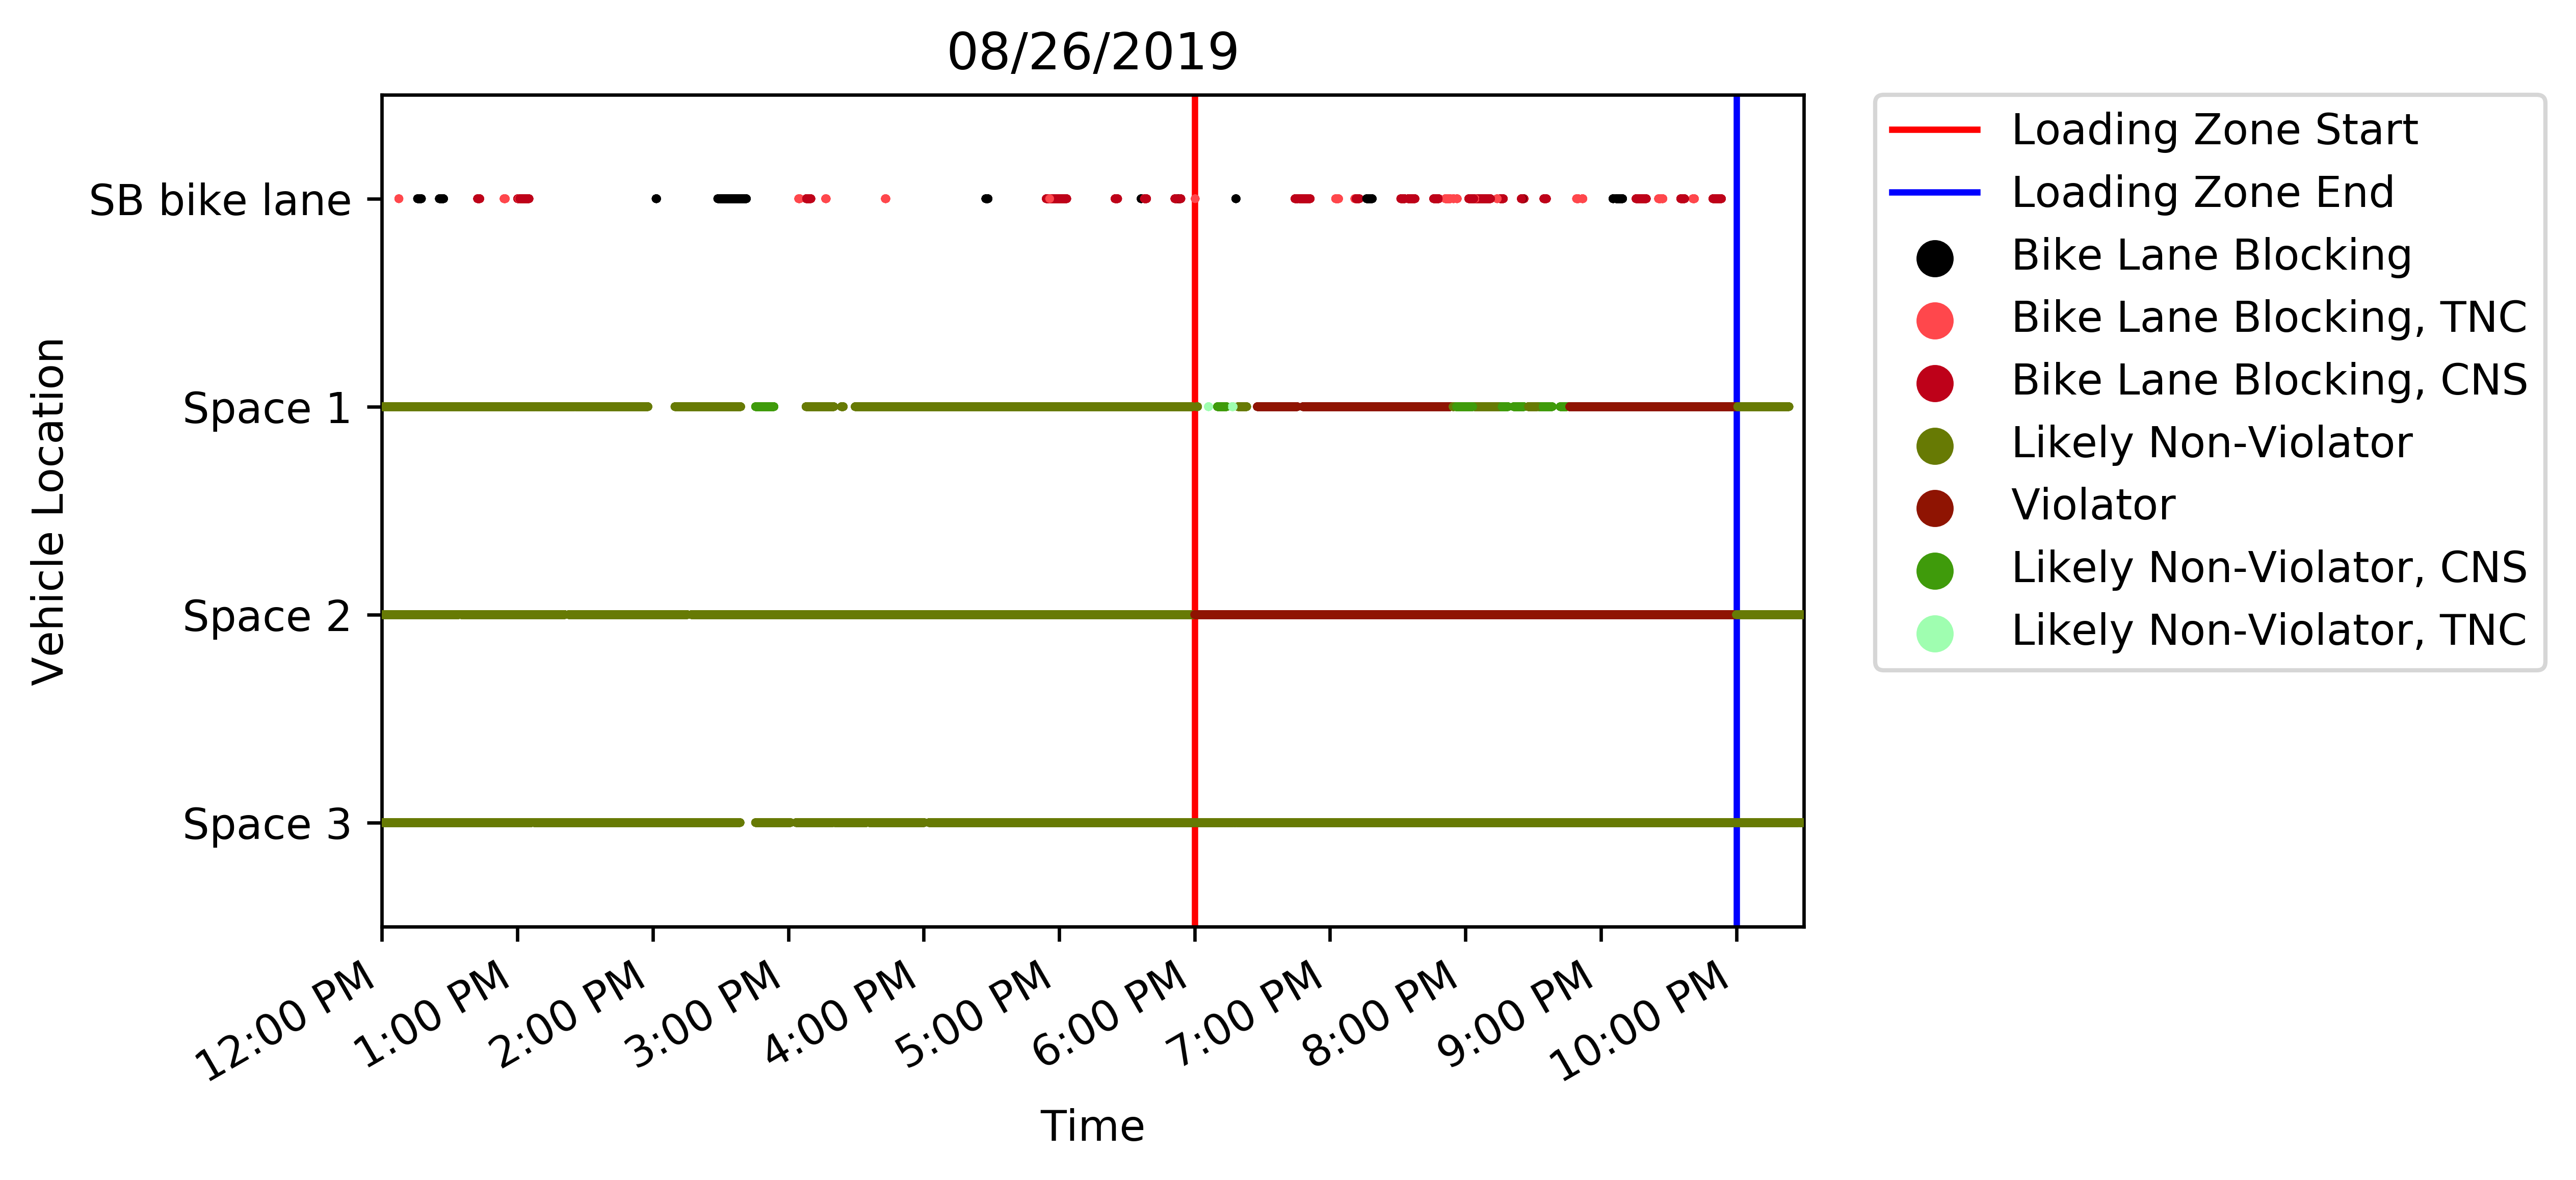 08/26/2019
SB bike lane
Space 1
Space 2
Space 3
Vehicle Location
12:00 PM
1:00 PM
2:00 PM
3:00 PM
4:00 PM
5:00 PM
6:00 PM
7:00 PM
8:00 PM
9:00 PM
10:00 PM
Time
Loading Zone Start
Loading Zone End
Bike Lane Blocking
Bike Lane Blocking, TNC
Bike Lane Blocking, CNS
Likely Non-Violator
Violator
Likely Non-Violator, CNS
Likely Non-Violator, TNC